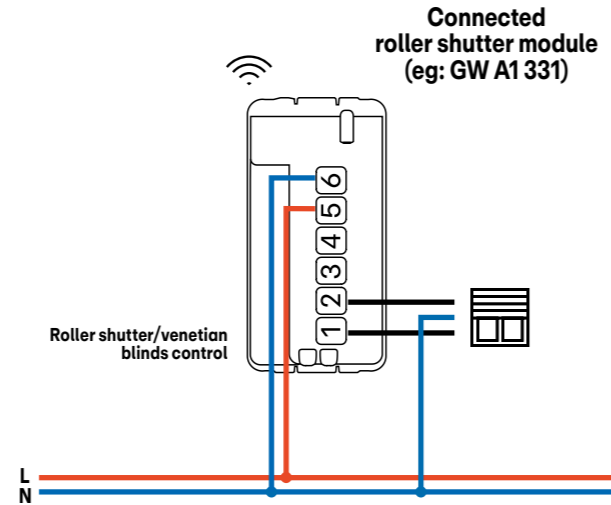 Connected
roller shutter module
(eg: GW A1 331)
6
5
4
3
2
1
Roller shutter/venetian
blinds control
L
N